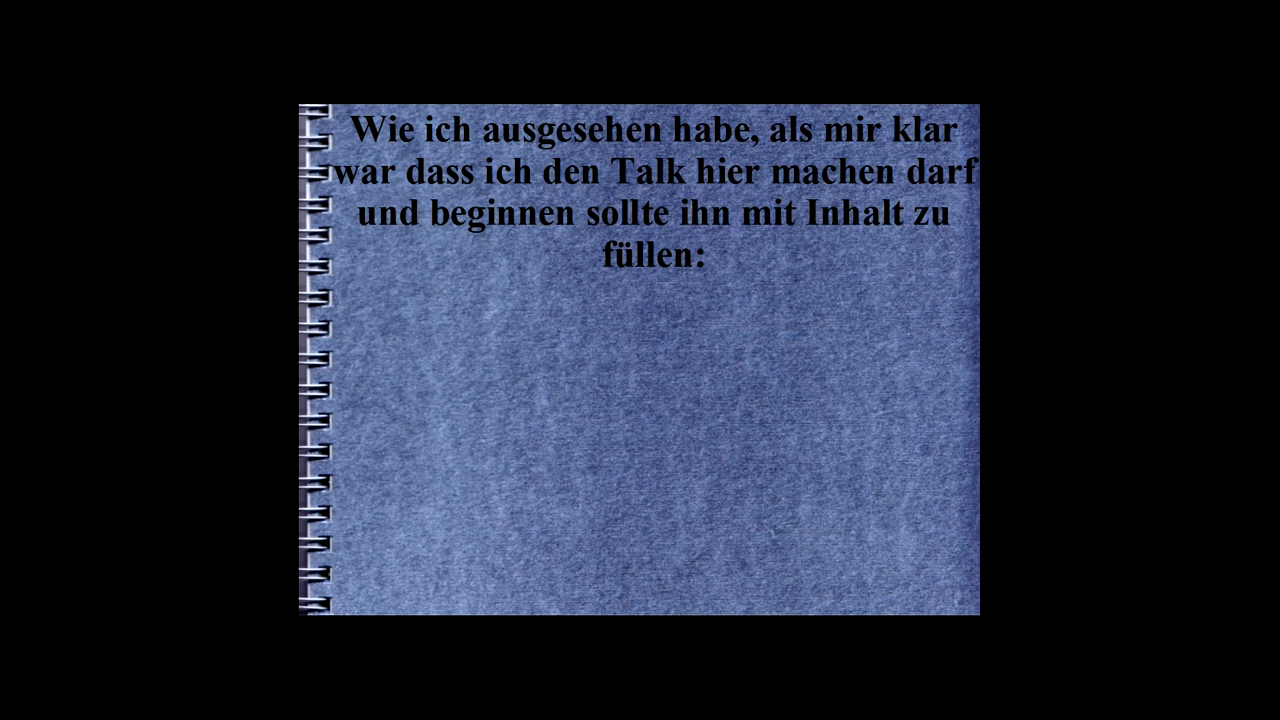 Wie ich ausgesehen habe, als mir klar
war dass ich den Talk hier machen darf
und beginnen sollte ihn mit Inhalt zu
füllen: